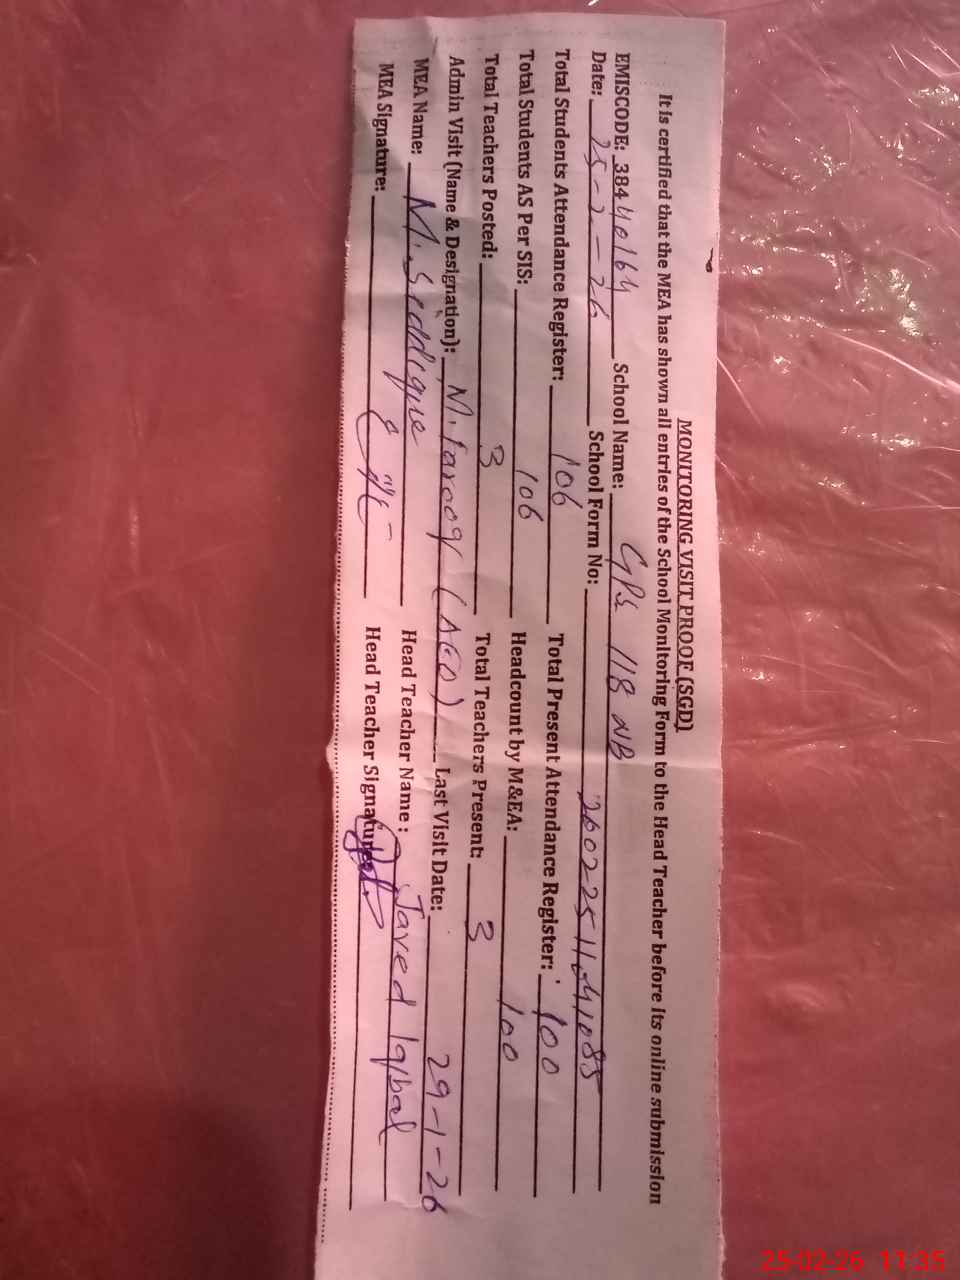 MONITORING VISIT PROOF (SGD)
It is certified that the MEA has shown all entries of the School Monitoring Form to the Head Teacher before its online submission
EMISCODE: 38440164 School Name: GPS 118 NB
Date: 25-2-26 School Form No: 260225110141085
Total Students Attendance Register: 106 Total Present Attendance Register: 100
Total Students AS Per SIS: 106 Headcount by M&EA: 100
Total Teachers Posted: 3 Total Teachers Present: 3
Admin Visit (Name & Designation): M. Farooq (AEO) Last Visit Date: 29-1-26
MEA Name: M. Seddique Head Teacher Name: Javed Iqbal
MEA Signature: Head Teacher Signature:
25-02-26 11:35